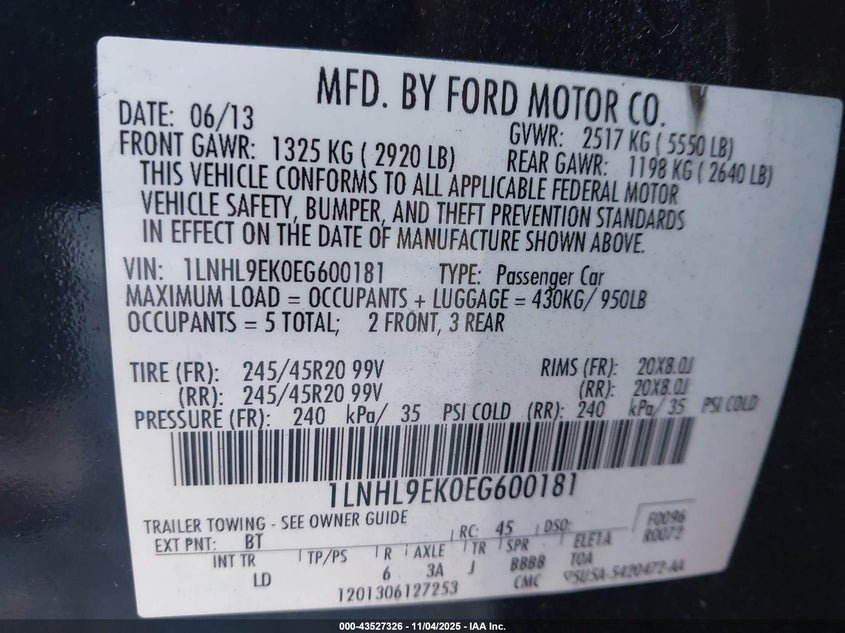 MFD. BY FORD MOTOR CO.
DATE: 06/13 GVWR: 2517 KG ( 5550 LB)
FRONT GAWR: 1325 KG ( 2920 LB) REAR GAWR: 1198 KG ( 2640 LB)
THIS VEHICLE CONFORMS TO ALL APPLICABLE FEDERAL MOTOR
VEHICLE SAFETY, BUMPER, AND THEFT PREVENTION STANDARDS
IN EFFECT ON THE DATE OF MANUFACTURE SHOWN ABOVE.
VIN: 1LNHL9EK0EG600181 TYPE: Passenger Car
MAXIMUM LOAD = OCCUPANTS + LUGGAGE = 430KG/ 950LB
OCCUPANTS = 5 TOTAL; 2 FRONT, 3 REAR
TIRE (FR): 245/45R20 99V RIMS (FR): 20X8.0J
(RR): 245/45R20 99V (RR): 20X8.0J
PRESSURE (FR): 240 kPa/ 35 PSI COLD (RR): 240 kPa/ 35 PSI COLD
1LNHL9EK0EG600181
TRAILER TOWING - SEE OWNER GUIDE F0096
EXT PNT: BT RC: 45 DSO: R0072
INT TR TP/PS R AXLE TR SPR ELE1A
LD 6 3A J BBBB TOA
1201306127253 CMC
000-43527326 - 11/04/2025 - IAA Inc.